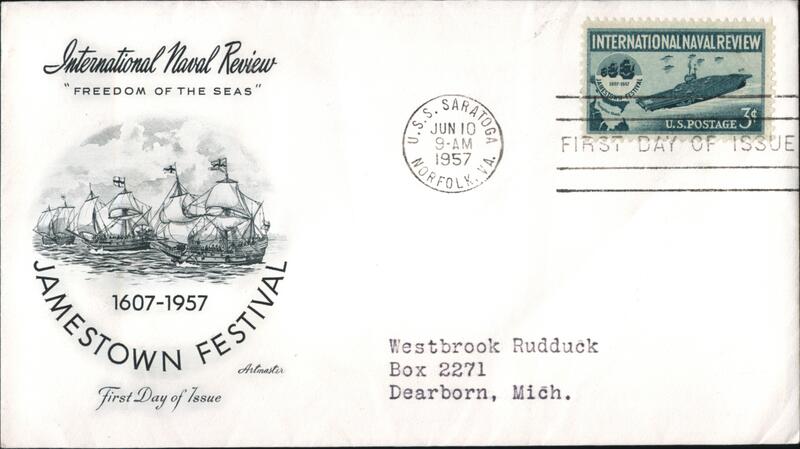 International Naval Review
"FREEDOM OF THE SEAS"
1607-1957
JAMESTOWN FESTIVAL
Artmaster
First Day of Issue
U.S.S. SARATOGA
JUN 10
9-AM
1957
NORFOLK, VA.
INTERNATIONAL NAVAL REVIEW
1607-1957
JAMESTOWN FESTIVAL
U.S. POSTAGE 3¢
FIRST DAY OF ISSUE
Westbrook Rudduck
Box 2271
Dearborn, Mich.